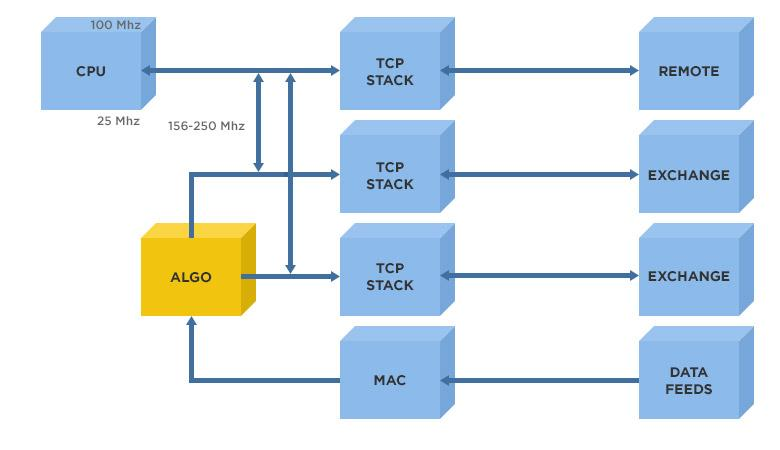 100 Mhz
CPU
TCP
STACK
REMOTE
25 Mhz
156-250 Mhz
TCP
STACK
EXCHANGE
ALGO
TCP
STACK
EXCHANGE
MAC
DATA
FEEDS